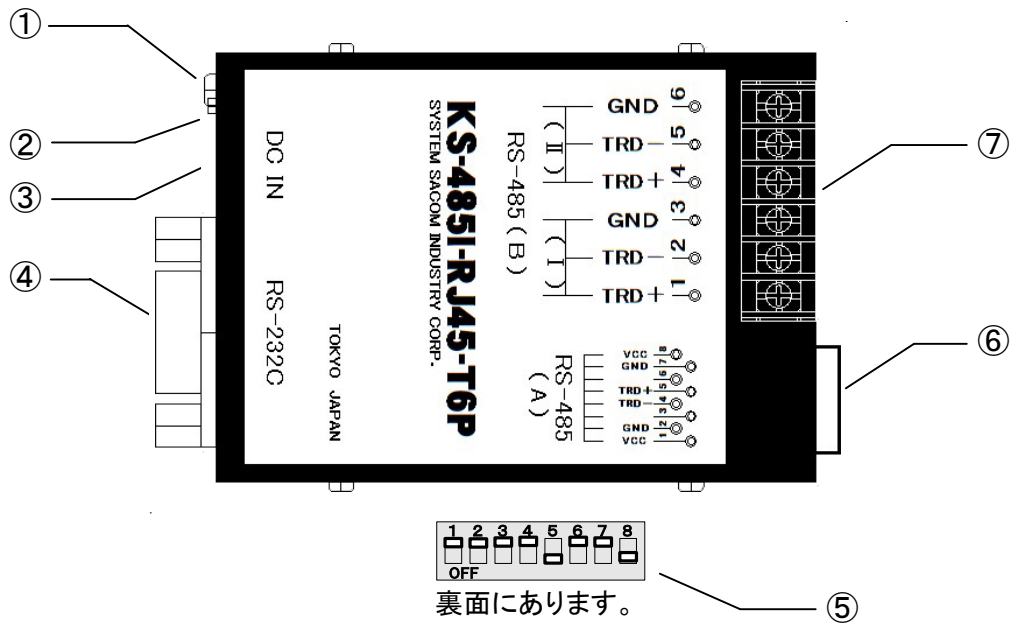 ①
②
③
④
DC IN
RS-232C
TOKYO JAPAN
KS-485I-RJ45-T6P
SYSTEM SACOM INDUSTRY CORP.
RS-485(B)
(Ⅱ)
GND 6
TRD- 5
TRD+ 4
(Ⅰ)
GND 3
TRD- 2
TRD+ 1
RS-485
(A)
VCC 8
GND 7
6
TRD+ 5
TRD- 4
3
GND 2
VCC 1
⑦
⑥
1 2 3 4 5 6 7 8
OFF
裏面にあります。
⑤